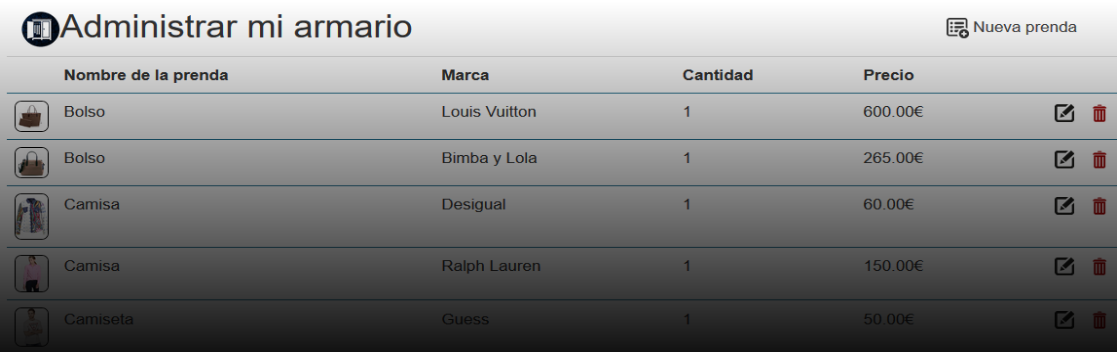 Administrar mi armario
Nueva prenda
Nombre de la prenda Marca Cantidad Precio
Bolso Louis Vuitton 1 600.00€
Bolso Bimba y Lola 1 265.00€
Camisa Desigual 1 60.00€
Camisa Ralph Lauren 1 150.00€
Camiseta Guess 1 50.00€